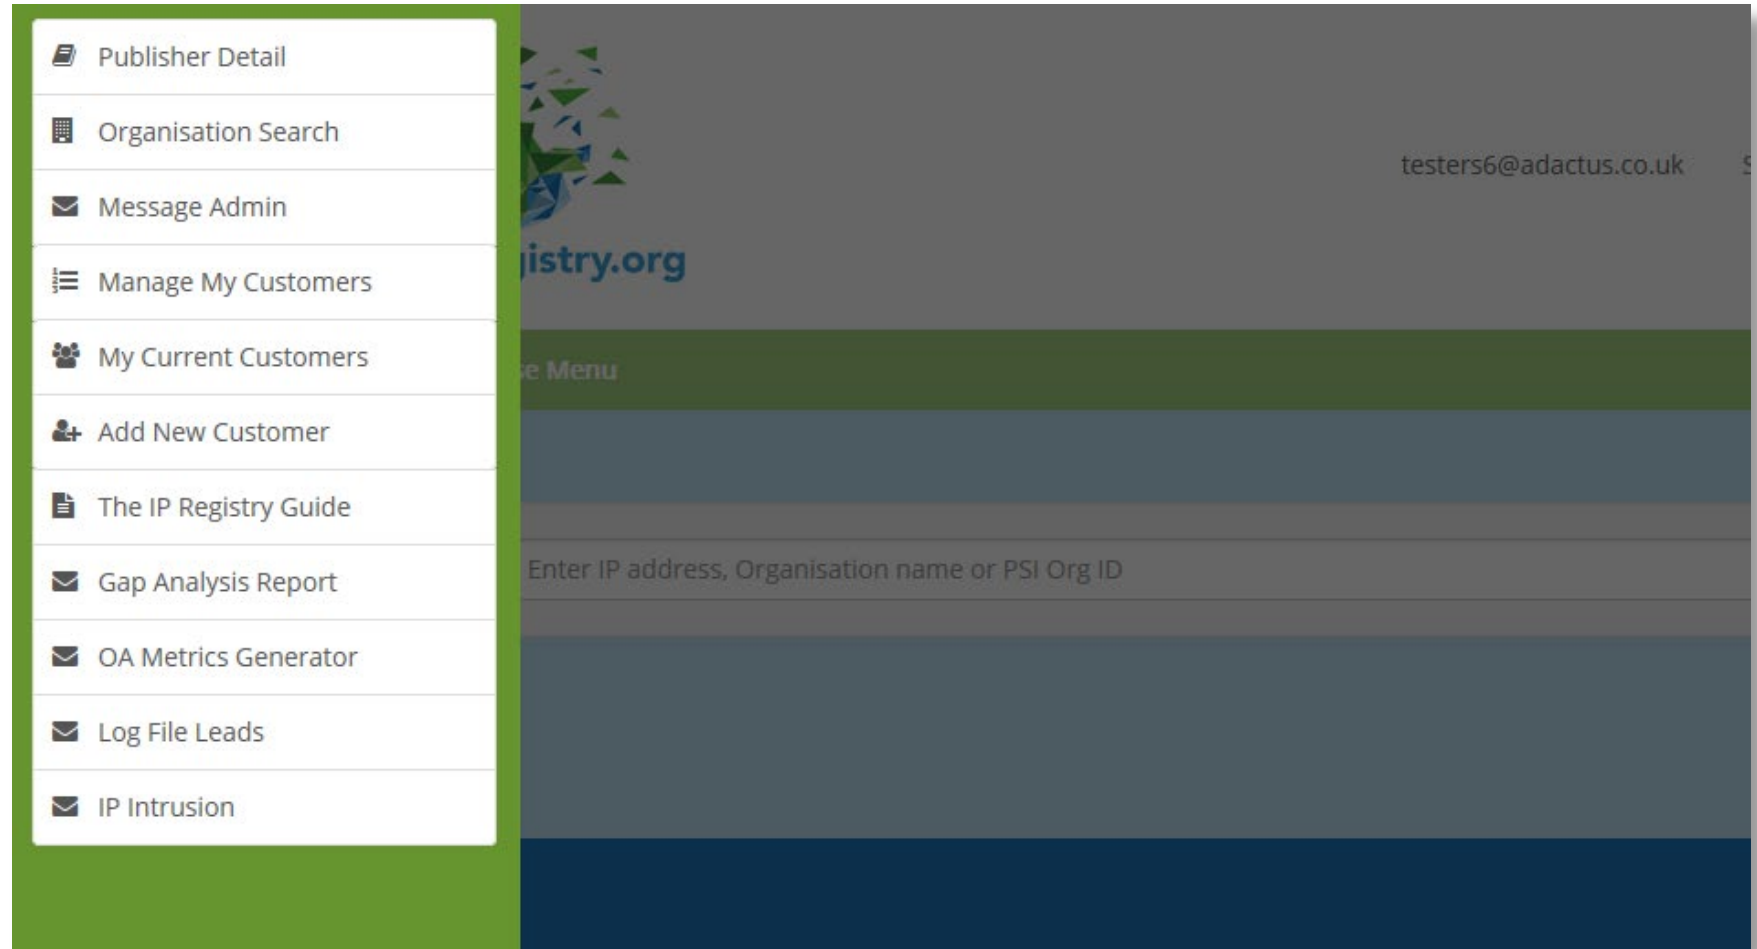 Publisher Detail
Organisation Search
Message Admin
Manage My Customers
My Current Customers
Add New Customer
The IP Registry Guide
Gap Analysis Report
OA Metrics Generator
Log File Leads
IP Intrusion
testers6@adactus.co.uk
istry.org
se Menu
Enter IP address, Organisation name or PSI Org ID